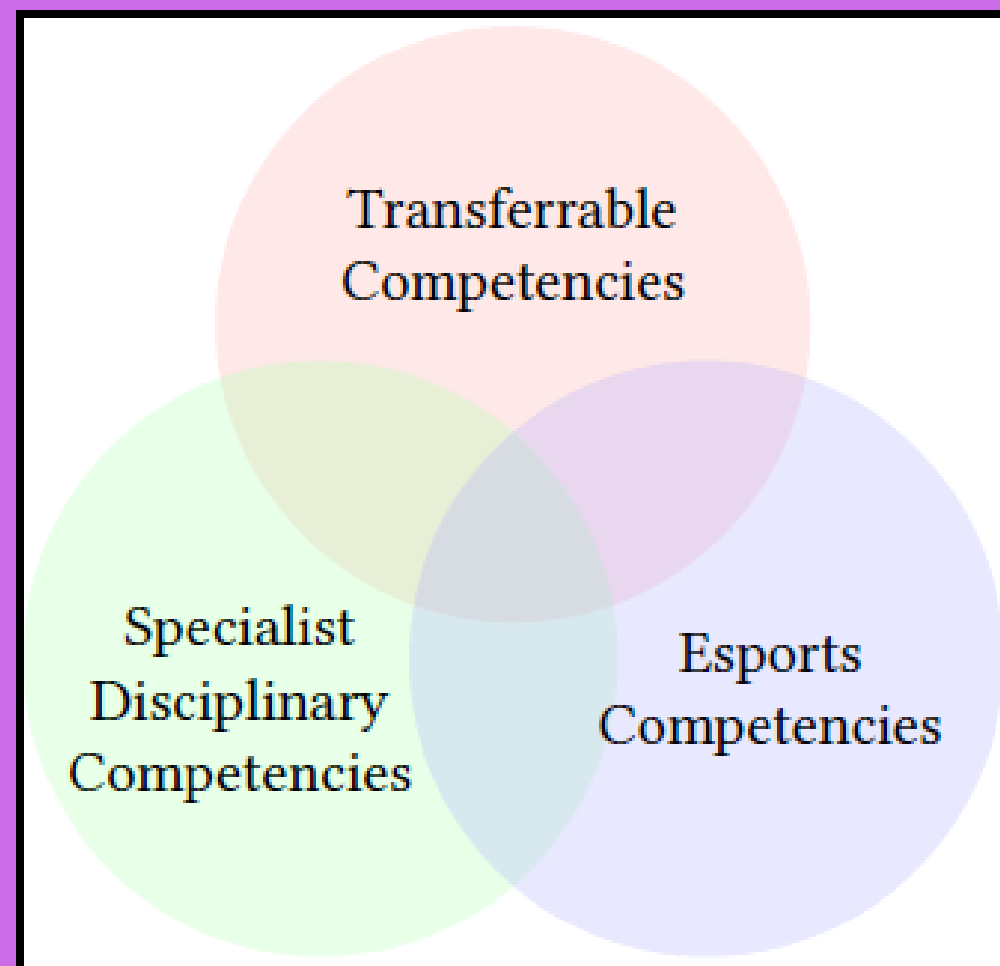 Transferrable
Competencies
Specialist
Disciplinary
Competencies
Esports
Competencies